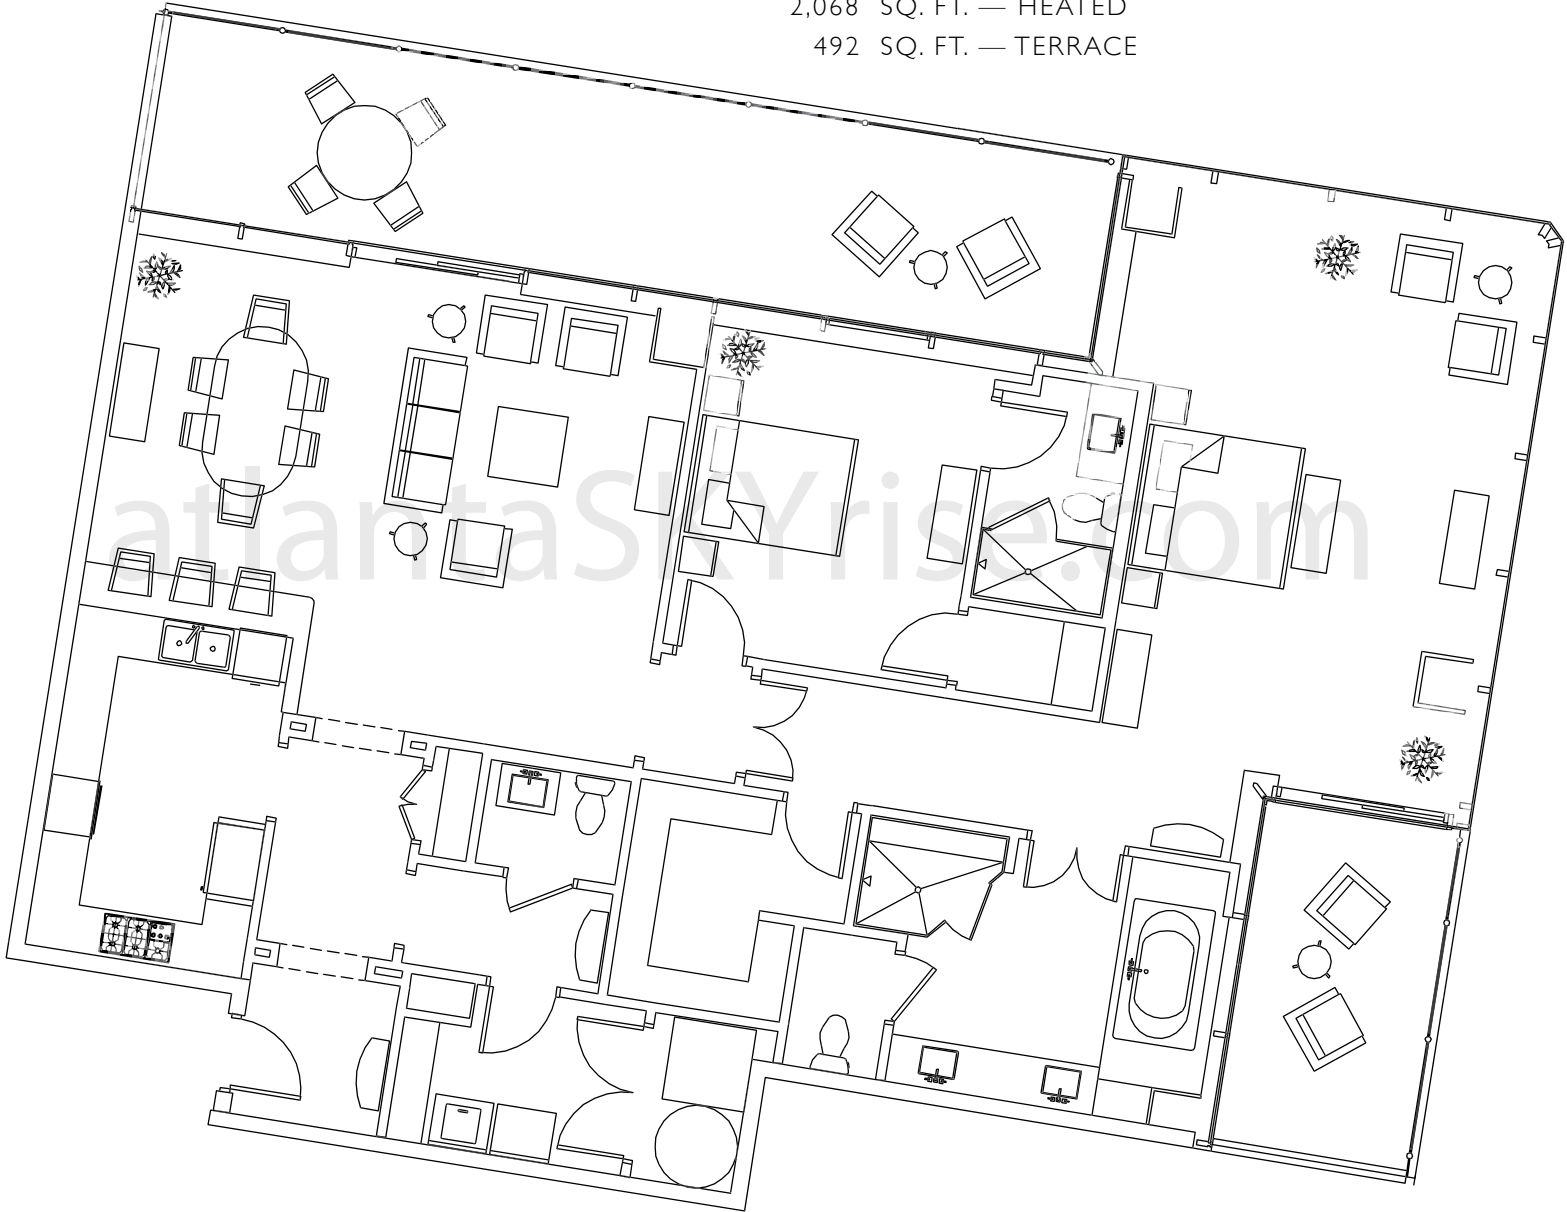 2,068 SQ. FT. — HEATED
492 SQ. FT. — TERRACE
atlantaSKYrise.com